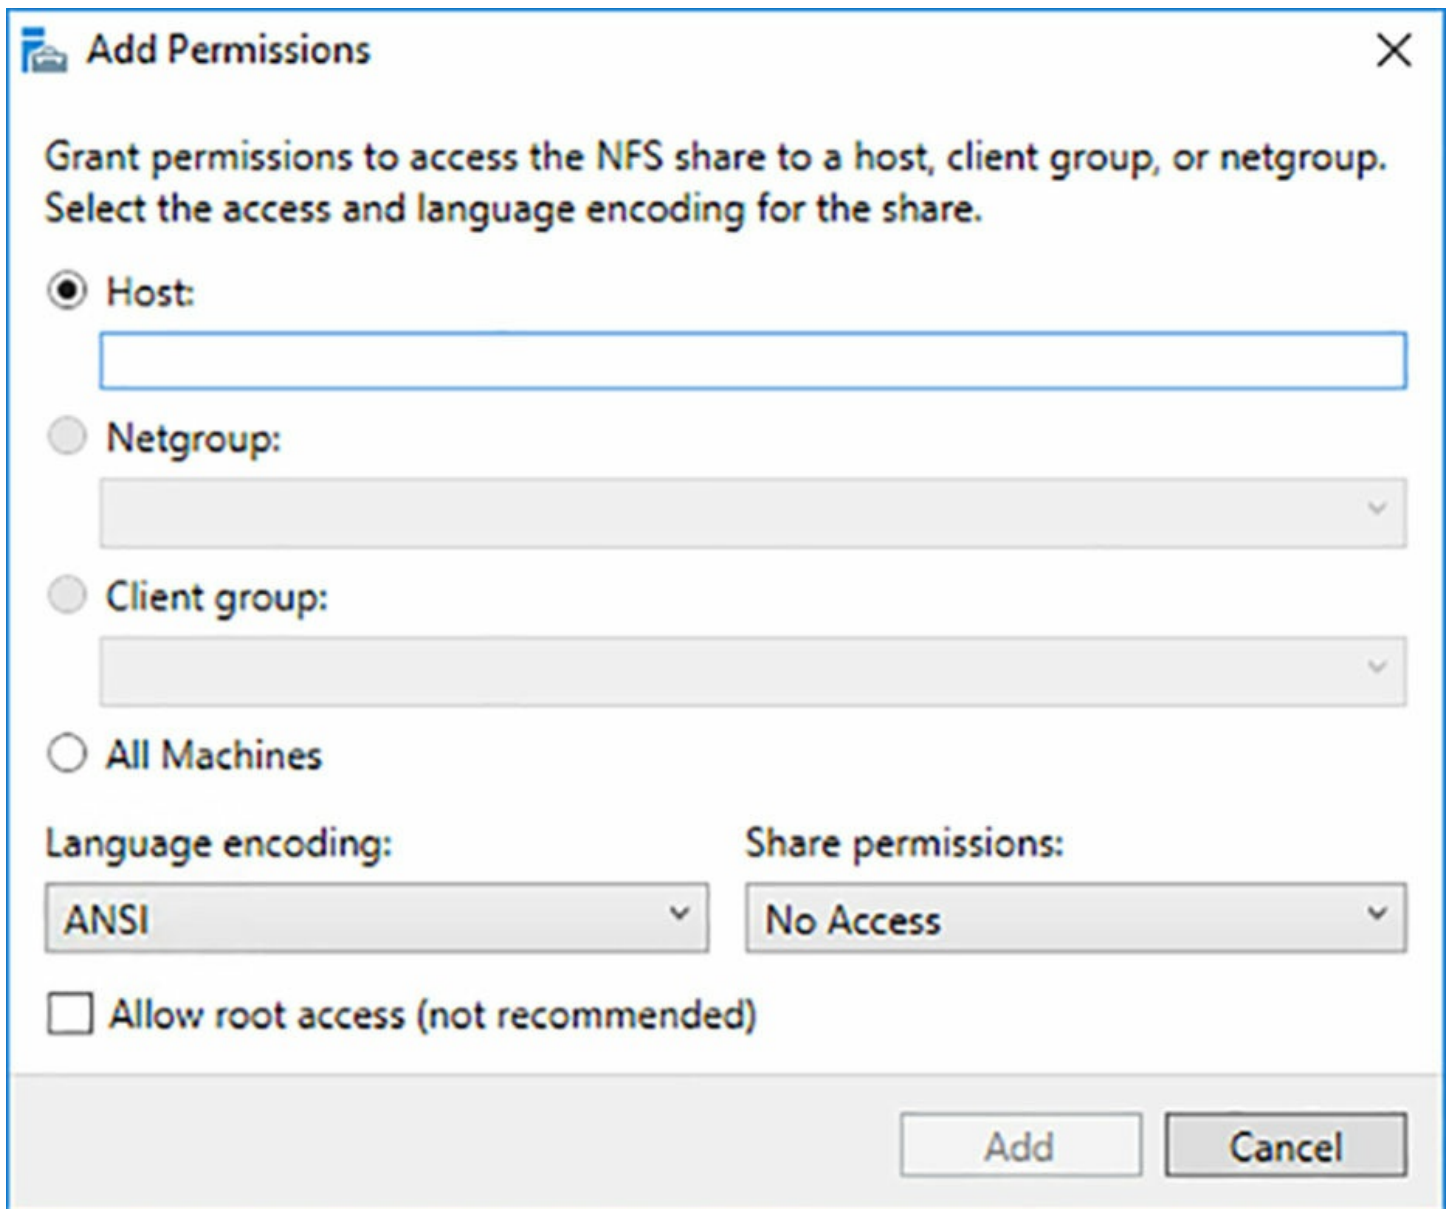 Add Permissions
Grant permissions to access the NFS share to a host, client group, or netgroup.
Select the access and language encoding for the share.
Host:
Netgroup:
Client group:
All Machines
Language encoding: Share permissions:
ANSI No Access
Allow root access (not recommended)
Add Cancel